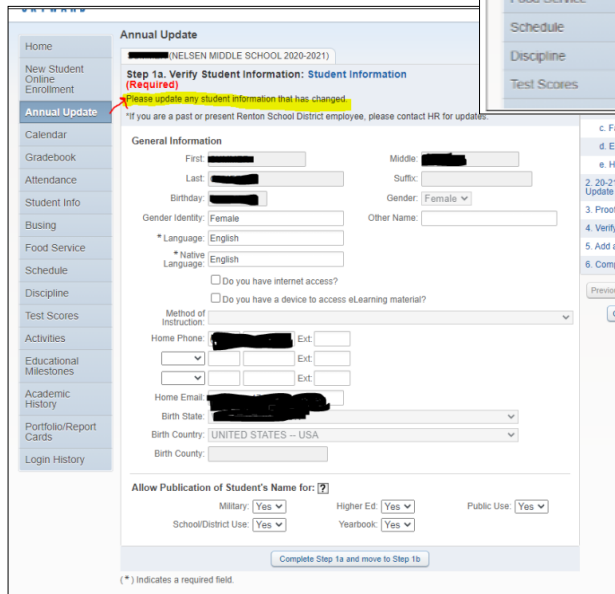 Annual Update
(NELSEN MIDDLE SCHOOL 2020-2021)
Step 1a. Verify Student Information: Student Information
(Required)
Please update any student information that has changed.
*If you are a past or present Renton School District employee, please contact HR for updates.
General Information
First:
Middle:
Last:
Suffix:
Birthday:
Gender: Female
Gender Identity: Female
Other Name:
*Language: English
*Native
Language: English
Do you have internet access?
Do you have a device to access eLearning material?
Method of
Instruction:
Home Phone: Ext:
Ext:
Ext:
Home Email:
Birth State:
Birth Country: UNITED STATES -- USA
Birth County:
Allow Publication of Student's Name for: ?
Military: Yes Higher Ed: Yes Public Use: Yes
School/District Use: Yes Yearbook: Yes
Complete Step 1a and move to Step 1b
(*) Indicates a required field.
Home
New Student
Online
Enrollment
Annual Update
Calendar
Gradebook
Attendance
Student Info
Busing
Food Service
Schedule
Discipline
Test Scores
Activities
Educational
Milestones
Academic
History
Portfolio/Report
Cards
Login History
Food Service
Schedule
Discipline
Test Scores
c.
d.
e.
Update
3.
4.
5. Add
6.